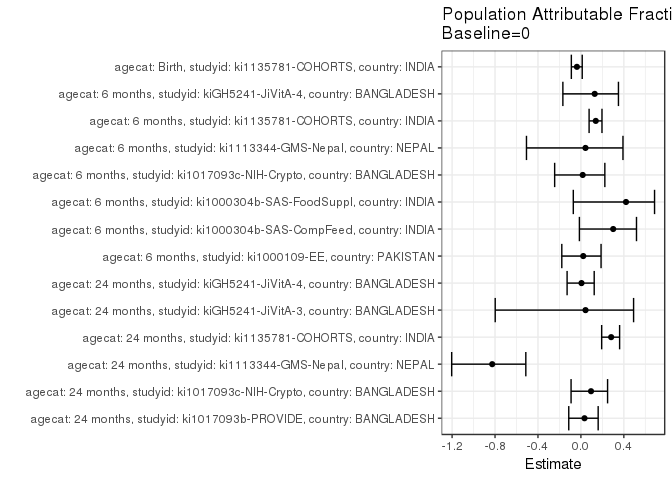 Population Attributable Fracti
Baseline=0
agecat: Birth, studyid: ki1135781-COHORTS, country: INDIA
agecat: 6 months, studyid: kiGH5241-JiVitA-4, country: BANGLADESH
agecat: 6 months, studyid: ki1135781-COHORTS, country: INDIA
agecat: 6 months, studyid: ki1113344-GMS-Nepal, country: NEPAL
agecat: 6 months, studyid: ki1017093c-NIH-Crypto, country: BANGLADESH
agecat: 6 months, studyid: ki1000304b-SAS-FoodSuppl, country: INDIA
agecat: 6 months, studyid: ki1000304b-SAS-CompFeed, country: INDIA
agecat: 6 months, studyid: ki1000109-EE, country: PAKISTAN
agecat: 24 months, studyid: kiGH5241-JiVitA-4, country: BANGLADESH
agecat: 24 months, studyid: kiGH5241-JiVitA-3, country: BANGLADESH
agecat: 24 months, studyid: ki1135781-COHORTS, country: INDIA
agecat: 24 months, studyid: ki1113344-GMS-Nepal, country: NEPAL
agecat: 24 months, studyid: ki1017093c-NIH-Crypto, country: BANGLADESH
agecat: 24 months, studyid: ki1017093b-PROVIDE, country: BANGLADESH
-1.2 -0.8 -0.4 0.0 0.4
Estimate